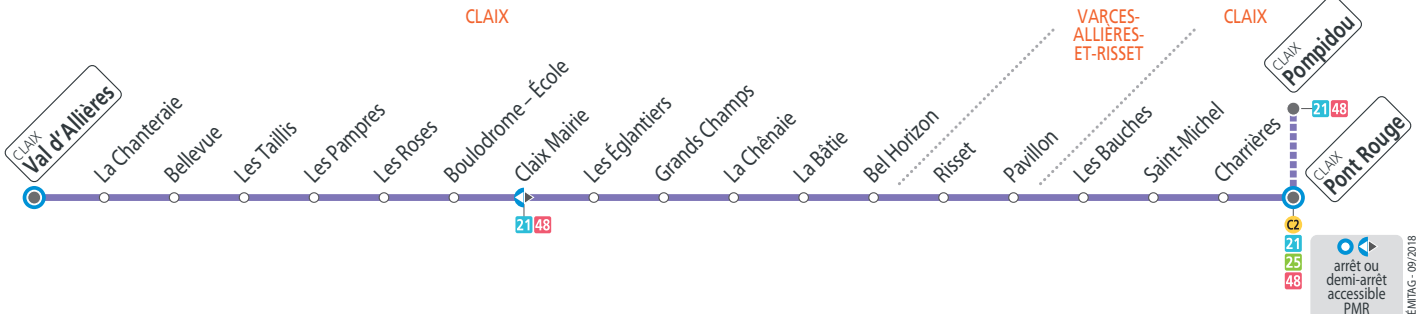 CLAIX
VARCES-
ALLIÈRES-
ET-RISSET
CLAIX
CLAIX
Val d'Allières
La Chanteraie
Bellevue
Les Taillis
Les Pampres
Les Roses
Boulodrome – École
Claix Mairie
21 48
Les Églantiers
Grands Champs
La Chênaie
La Bâtie
Bel Horizon
Risset
Pavillon
Les Bauches
Saint-Michel
Charrières
CLAIX
Pompidou
21 48
CLAIX
Pont Rouge
C2
21
25
48
arrêt ou
demi-arrêt
accessible
PMR
ÉMITAG - 09/2018